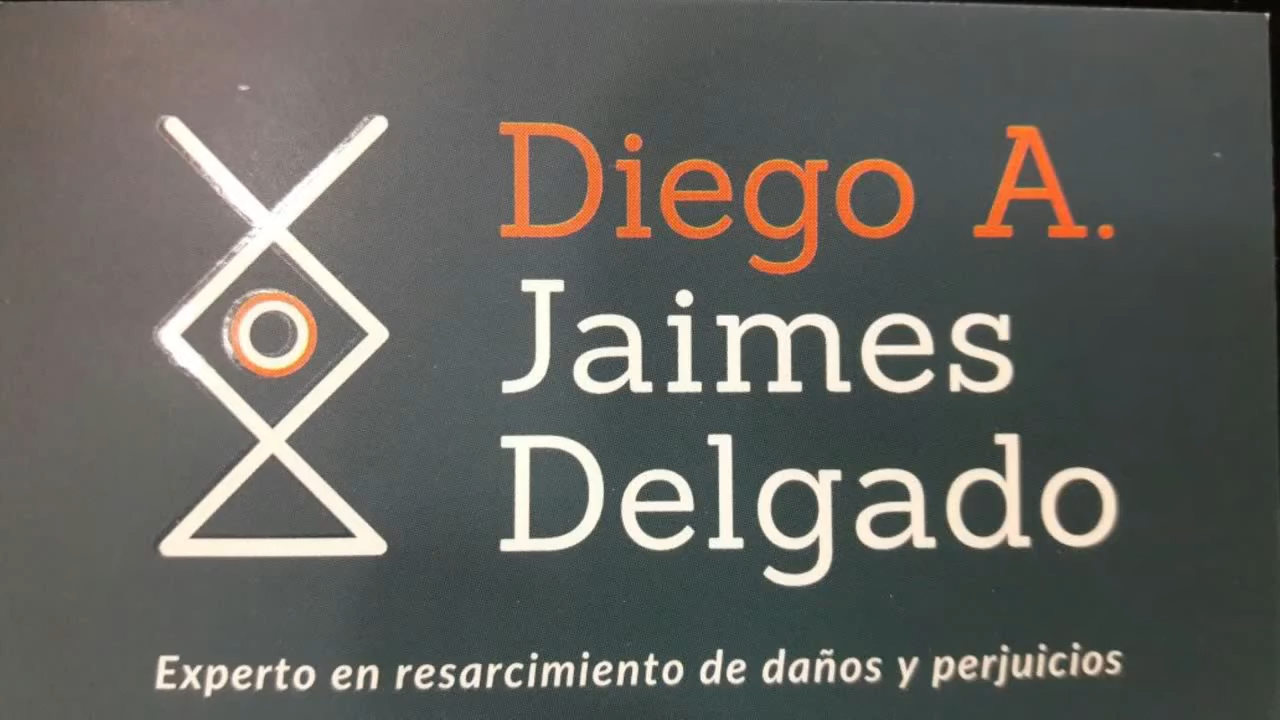 Diego A.
Jaimes
Delgado
Experto en resarcimiento de daños y perjuicios